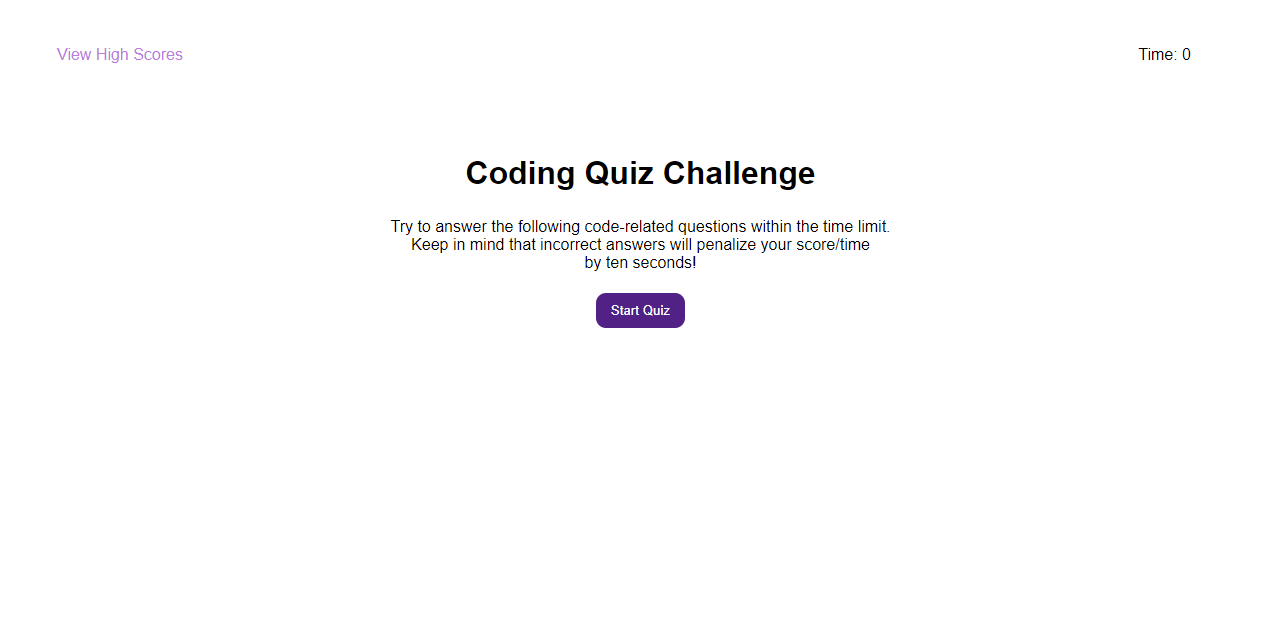 View High Scores
Time: 0
Coding Quiz Challenge
Try to answer the following code-related questions within the time limit.
Keep in mind that incorrect answers will penalize your score/time
by ten seconds!
Start Quiz